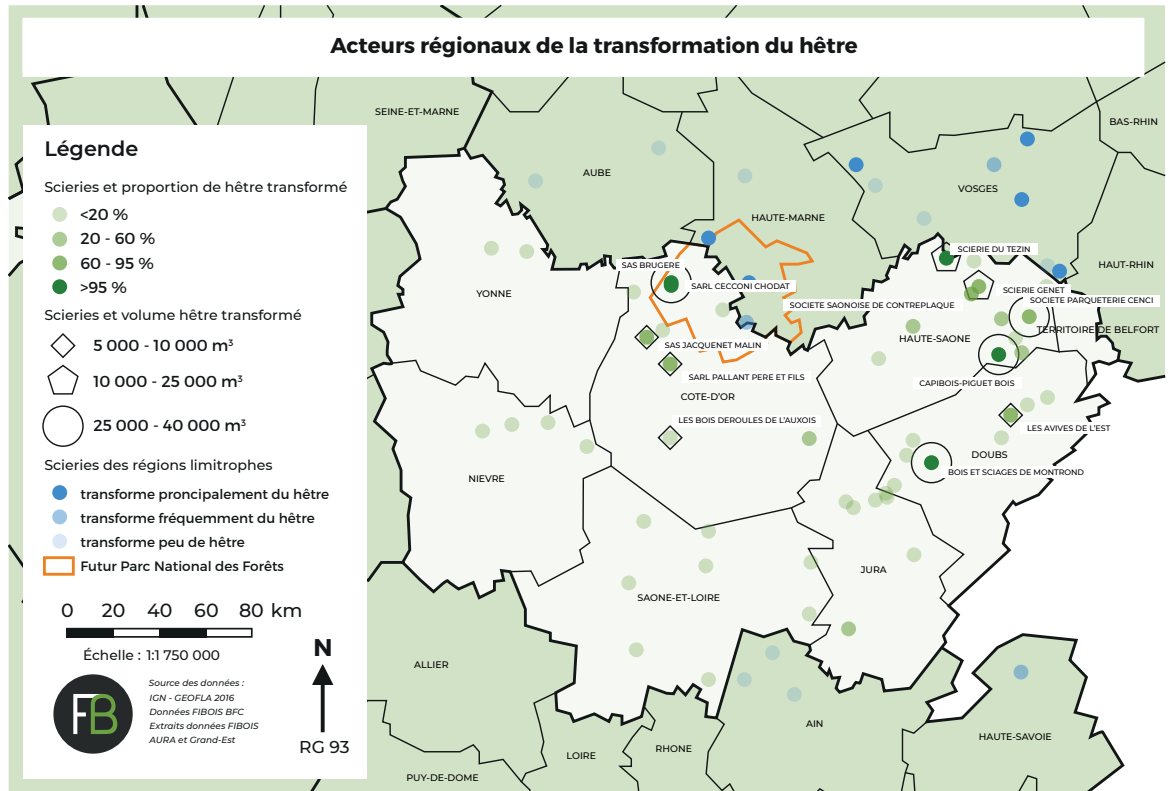 Acteurs régionaux de la transformation du hêtre
Légende
Scieries et proportion de hêtre transformé
<20 %
20 - 60 %
60 - 95 %
>95 %
Scieries et volume hêtre transformé
5 000 - 10 000 m³
10 000 - 25 000 m³
25 000 - 40 000 m³
Scieries des régions limitrophes
transforme proncipalement du hêtre
transforme fréquemment du hêtre
transforme peu de hêtre
Futur Parc National des Forêts
0 20 40 60 80 km
Échelle : 1:1 750 000
FB
Source des données :
IGN - GEOFLA 2016
Données FIBOIS BFC
Extraits données FIBOIS
AURA et Grand-Est
N
RG 93
SEINE-ET-MARNE
BAS-RHIN
AUBE
VOSGES
HAUTE-MARNE
SCIERIE DU TEZIN
SAS BRUGERE
HAUT-RHIN
SARL CECCONI CHODAT
SCIERIE GENET
YONNE
SOCIETE SAONOISE DE CONTREPLAQUE
SOCIETE PARQUETERIE CENCI
TERRITOIRE DE BELFORT
HAUTE-SAONE
SAS JACQUENET MALIN
SARL PALLANT PERE ET FILS
CAPIBOIS-PIGUET BOIS
COTE-D'OR
LES BOIS DEROULES DE L'AUXOIS
LES AVIVES DE L'EST
DOUBS
BOIS ET SCIAGES DE MONTROND
NIEVRE
JURA
SAONE-ET-LOIRE
ALLIER
AIN
HAUTE-SAVOIE
RHONE
LOIRE
PUY-DE-DOME